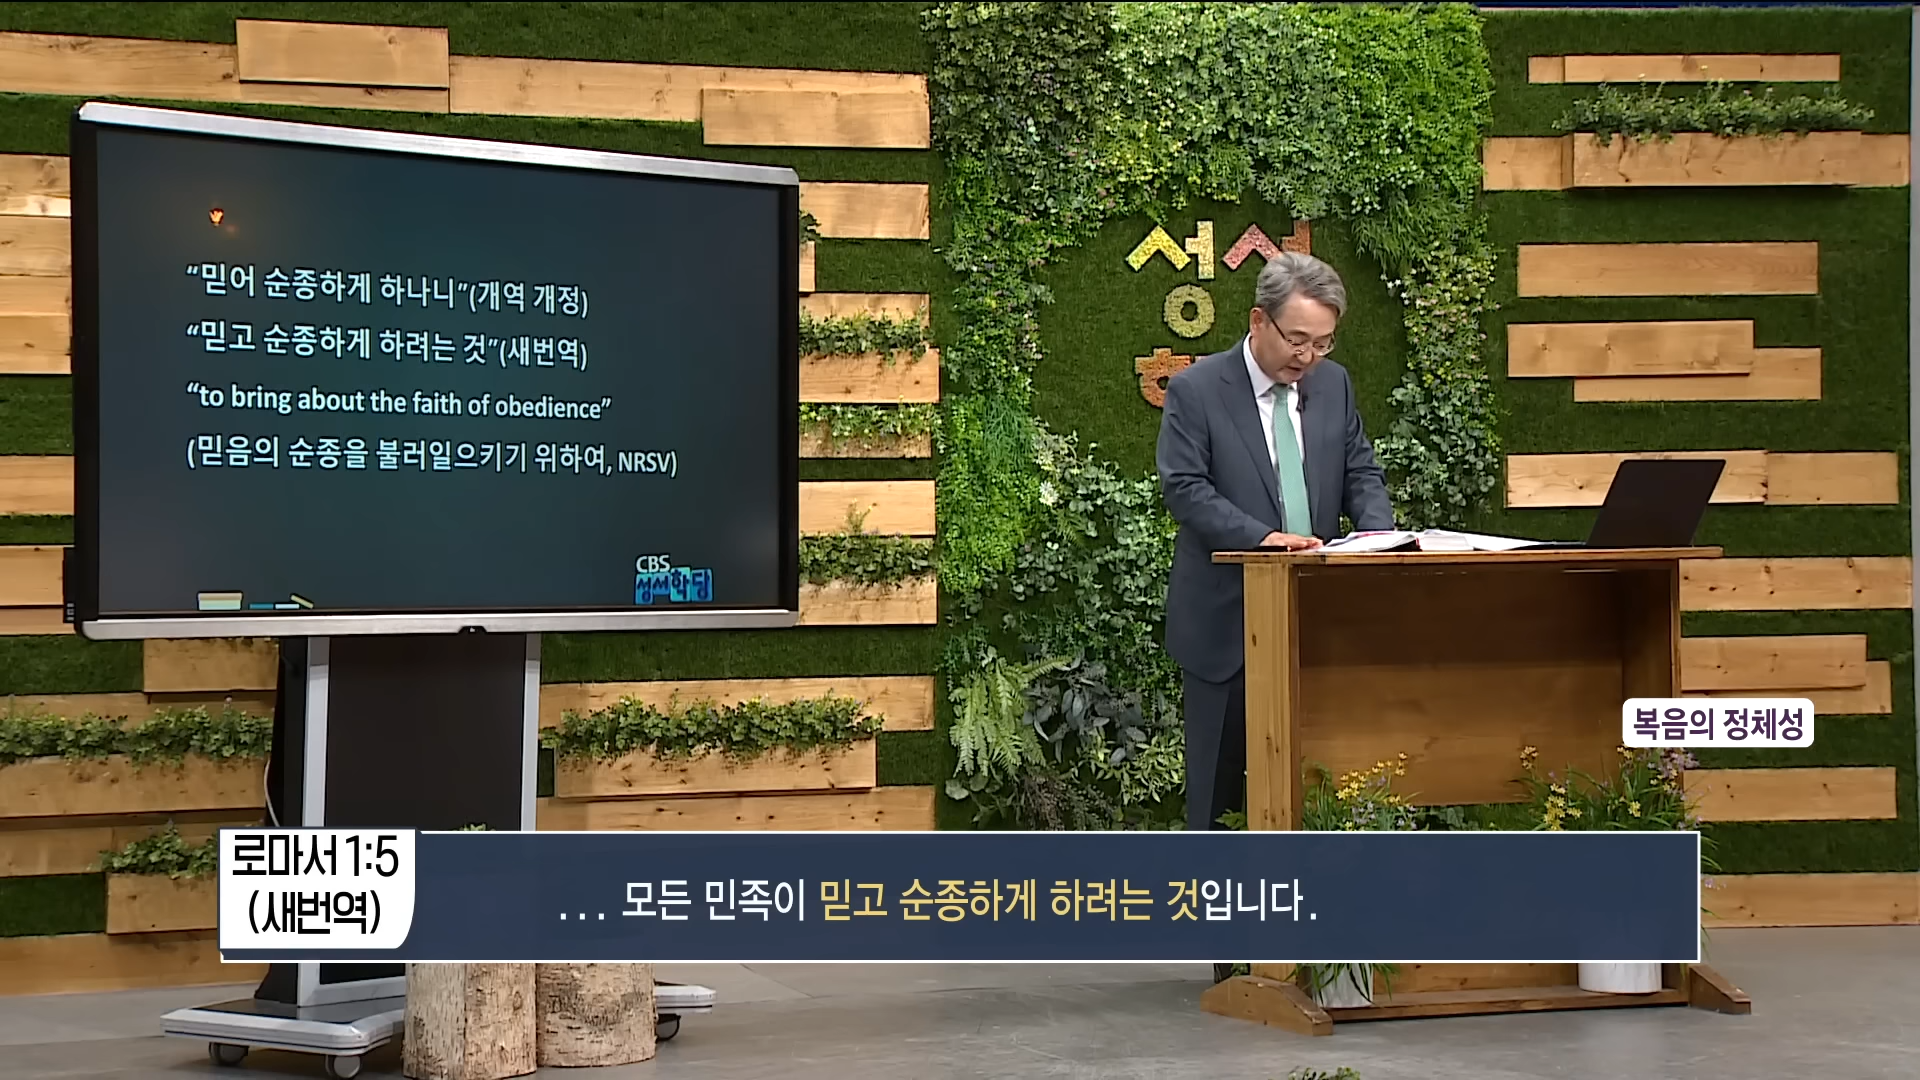 “믿어 순종하게 하나니”(개역 개정)
“믿고 순종하게 하려는 것”(새번역)
“to bring about the faith of obedience”
(믿음의 순종을 불러일으키기 위하여, NRSV)
CBS
성서학당
성서
복음의 정체성
로마서 1:5
(새번역)
... 모든 민족이 믿고 순종하게 하려는 것입니다.